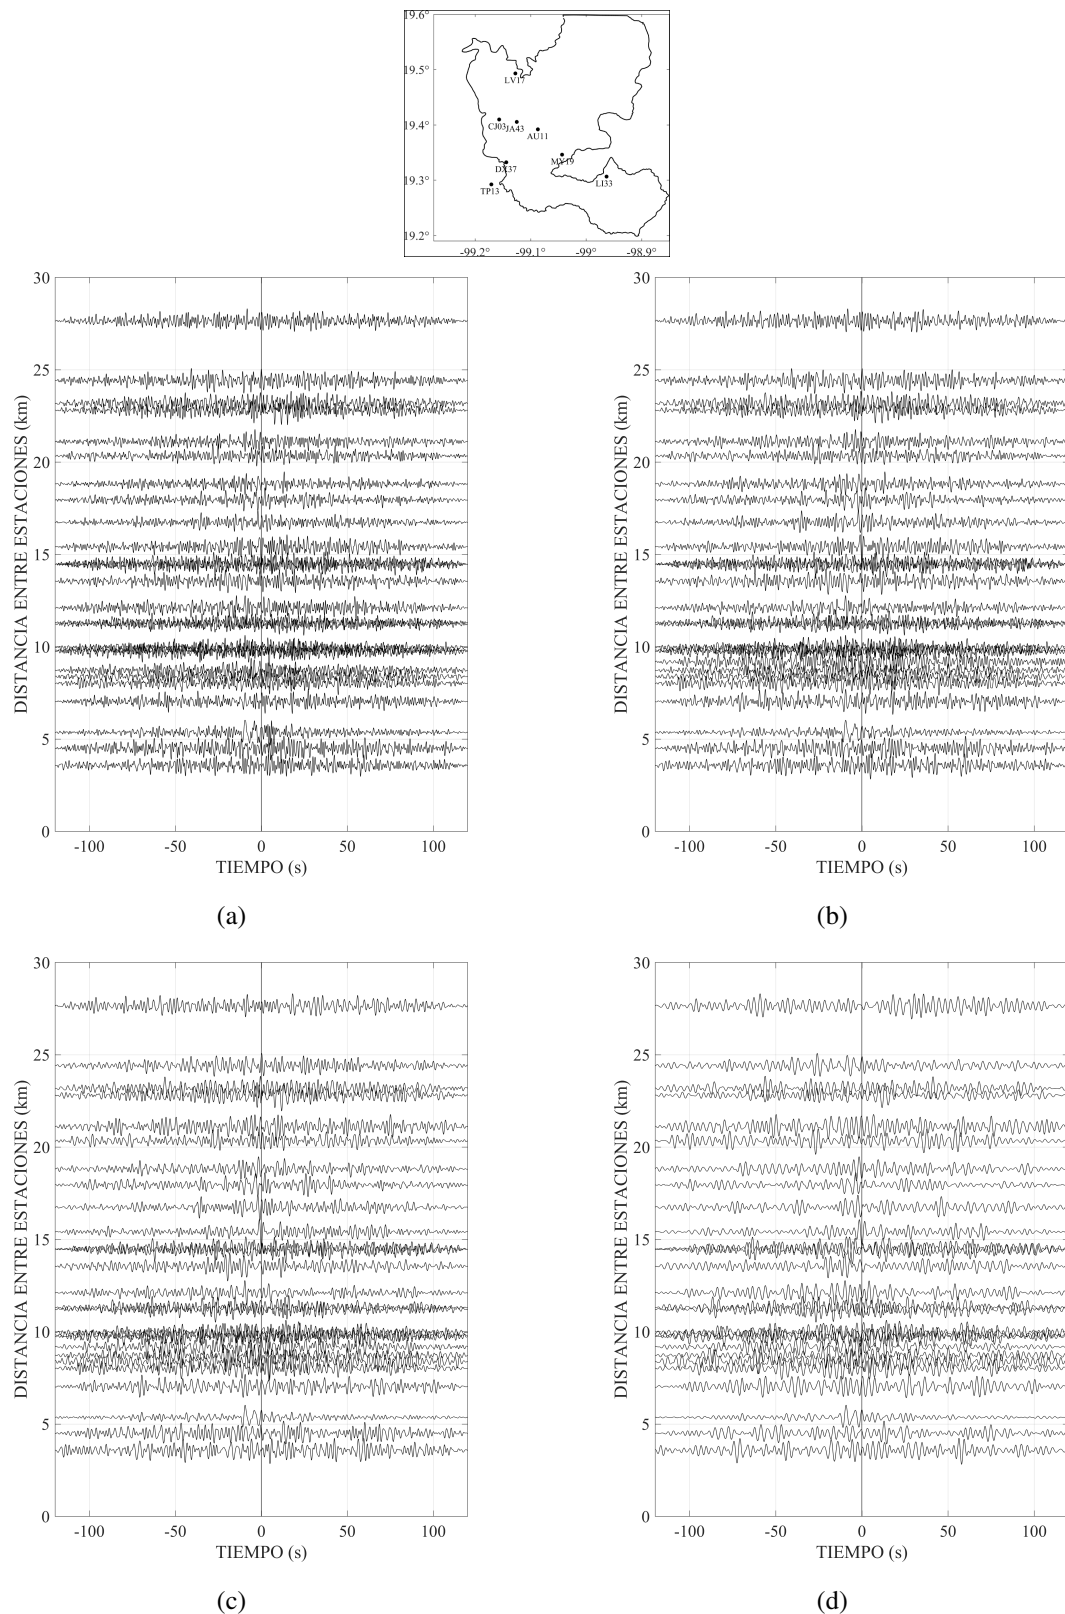 19.6°
19.5°
LV17
19.4°
CJ03 JA43
AU11
MY19
DX37
19.3°
TP13
LI33
19.2°
-99.2° -99.1° -99° -98.9°
30 30
25 25
20 20
15 15
10 10
5 5
0 0
DISTANCIA ENTRE ESTACIONES (km) DISTANCIA ENTRE ESTACIONES (km)
-100 -50 0 50 100 -100 -50 0 50 100
TIEMPO (s) TIEMPO (s)
(a) (b)
30 30
25 25
20 20
15 15
10 10
5 5
0 0
DISTANCIA ENTRE ESTACIONES (km) DISTANCIA ENTRE ESTACIONES (km)
-100 -50 0 50 100 -100 -50 0 50 100
TIEMPO (s) TIEMPO (s)
(c) (d)